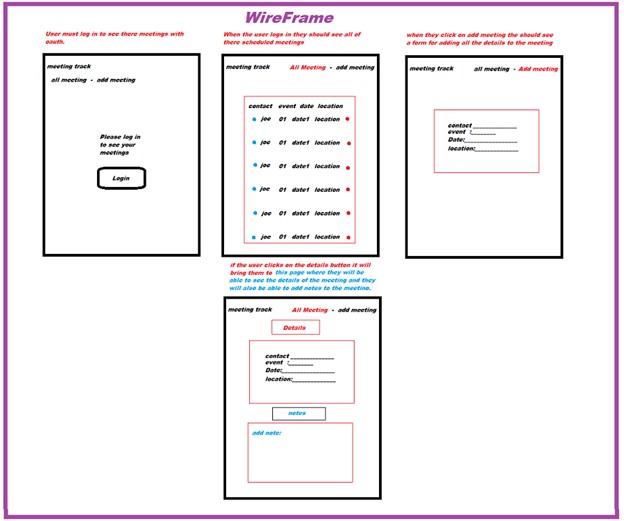 WireFrame
User must log in to see there meetings with
oauth.
meeting track
all meeting - add meeting
Please log in
to see your
meetings
Login
When the user logs in they should see all of
there scheduled meetings
meeting track All Meeting - add meeting
contact event date location
joe 01 date1 location
joe 01 date1 location
joe 01 date1 location
joe 01 date1 location
joe 01 date1 location
joe 01 date1 location
when they click on add meeting the should see
a form for adding all the details to the meeting
meeting track all meeting - Add meeting
contact ______________
event :________
Date:________________
location:_____________
if the user clicks on the details button it will
bring them to this page where they will be
able to see the details of the meeting and they
will also be able to add notes to the meeting.
meeting track All Meeting - add meeting
Details
contact ______________
event :________
Date:________________
location:_____________
notes
add note: